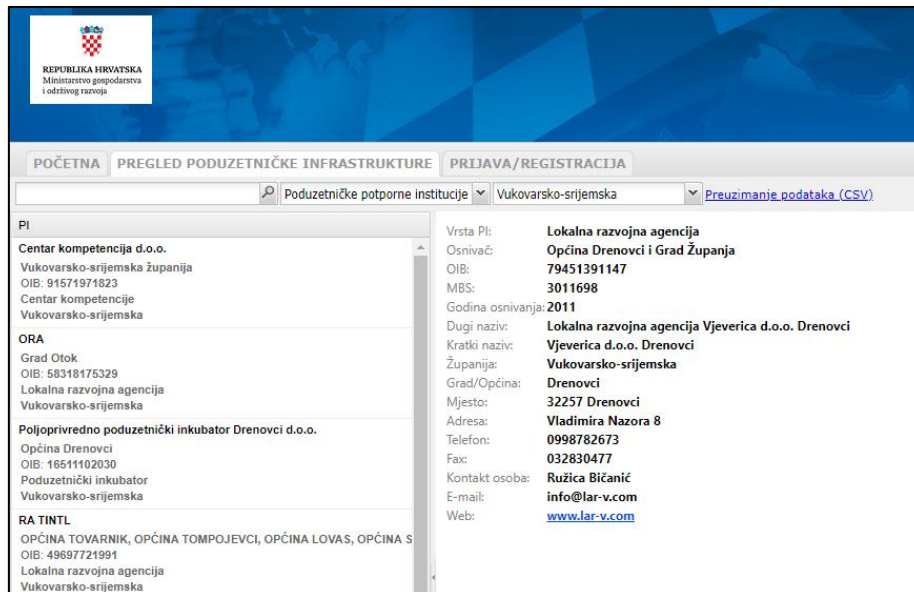 REPUBLIKA HRVATSKA
Ministarstvo gospodarstva
i održivog razvoja
POČETNA PREGLED PODUZETNIČKE INFRASTRUKTURE PRIJAVA/REGISTRACIJA
Poduzetničke potporne institucije Vukovarsko-srijemska Preuzimanje podataka (CSV)
PI
Centar kompetencija d.o.o.
Vukovarsko-srijemska županija
OIB: 91571971823
Centar kompetencije
Vukovarsko-srijemska
ORA
Grad Otok
OIB: 58318175329
Lokalna razvojna agencija
Vukovarsko-srijemska
Poljoprivredno poduzetnički inkubator Drenovci d.o.o.
Općina Drenovci
OIB: 16511102030
Poduzetnički inkubator
Vukovarsko-srijemska
RA TINTL
OPĆINA TOVARNIK, OPĆINA TOMPOJEVCI, OPĆINA LOVAS, OPĆINA S
OIB: 49697721991
Lokalna razvojna agencija
Vukovarsko-srijemska
Vrsta PI: Lokalna razvojna agencija
Osnivač: Općina Drenovci i Grad Županja
OIB: 79451391147
MBS: 3011698
Godina osnivanja: 2011
Dugi naziv: Lokalna razvojna agencija Vjeverica d.o.o. Drenovci
Kratki naziv: Vjeverica d.o.o. Drenovci
Županija: Vukovarsko-srijemska
Grad/Općina: Drenovci
Mjesto: 32257 Drenovci
Adresa: Vladimira Nazora 8
Telefon: 0998782673
Fax: 032830477
Kontakt osoba: Ružica Bičanić
E-mail: info@lar-v.com
Web: www.lar-v.com